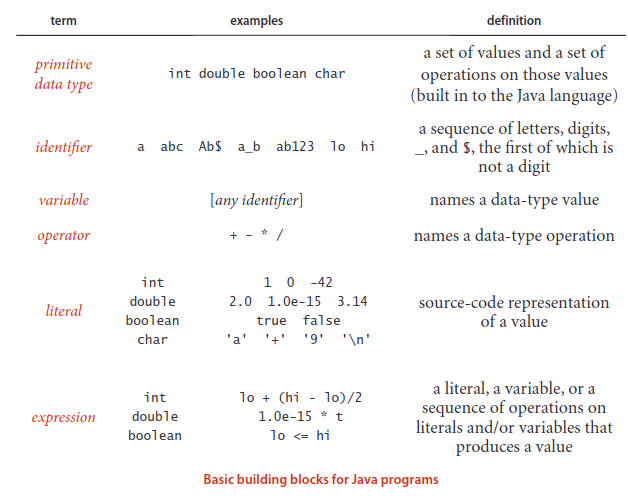 term examples definition
primitive data type int double boolean char a set of values and a set of operations on those values (built in to the Java language)
identifier a abc Ab$ a_b ab123 lo hi a sequence of letters, digits, _, and $, the first of which is not a digit
variable [any identifier] names a data-type value
operator + - * / names a data-type operation
literal
int 1 0 -42
double 2.0 1.0e-15 3.14
boolean true false
char 'a' '+' '9' '\n'
source-code representation
of a value
expression
int lo + (hi - lo)/2
double 1.0e-15 * t
boolean lo <= hi
a literal, a variable, or a
sequence of operations on
literals and/or variables that
produces a value
Basic building blocks for Java programs